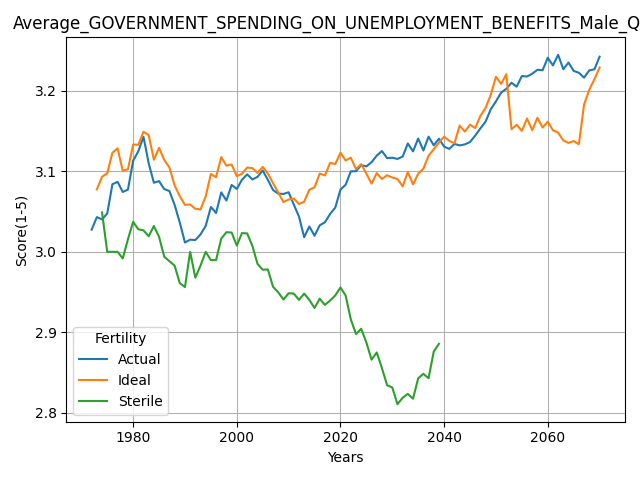 Average_GOVERNMENT_SPENDING_ON_UNEMPLOYMENT_BENEFITS_Male_Q
Score(1-5)
3.2
3.1
3.0
2.9
2.8
Fertility
Actual
Ideal
Sterile
1980 2000 2020 2040 2060
Years